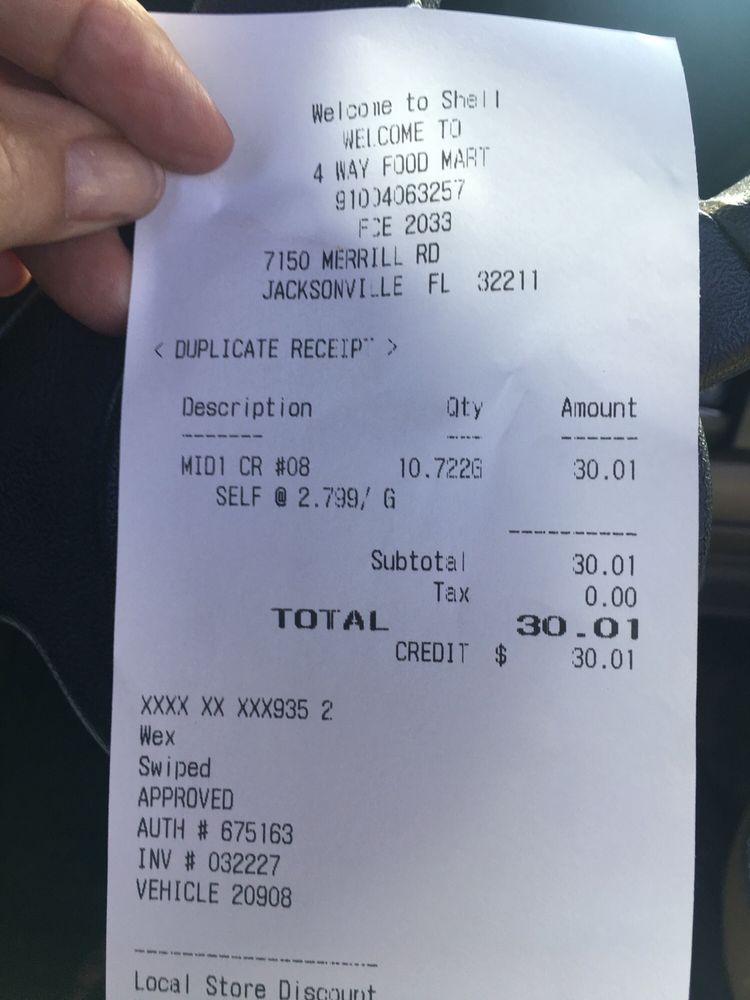 Welcome to Shell
WELCOME TO
4 WAY FOOD MART
91004063257
FCE 2033
7150 MERRILL RD
JACKSONVILLE FL 32211
< DUPLICATE RECEIPT >
Description Qty Amount
MID1 CR #08 10.722G 30.01
SELF @ 2.799/ G
Subtotal 30.01
Tax 0.00
TOTAL 30.01
CREDIT $ 30.01
XXXX XX XXX935 2
Wex
Swiped
APPROVED
AUTH # 675163
INV # 032227
VEHICLE 20908
Local Store Discount